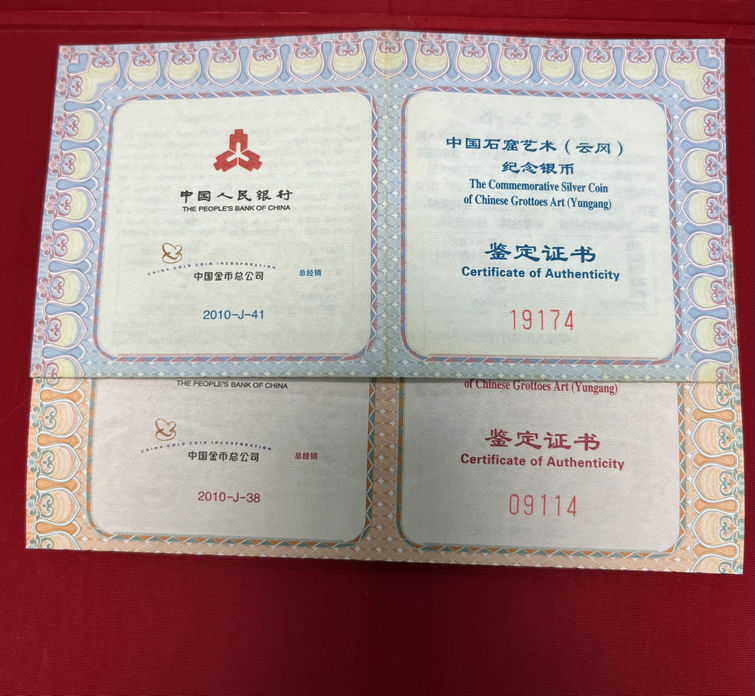 中国人民银行
THE PEOPLE'S BANK OF CHINA
CHINA GOLD COIN INCORPORATION
中国金币总公司
总经销
2010-J-41
中国石窟艺术（云冈）
纪念银币
The Commemorative Silver Coin
of Chinese Grottoes Art (Yungang)
鉴定证书
Certificate of Authenticity
19174
THE PEOPLE'S BANK OF CHINA
CHINA GOLD COIN INCORPORATION
中国金币总公司
总经销
2010-J-38
of Chinese Grottoes Art (Yungang)
鉴定证书
Certificate of Authenticity
09114